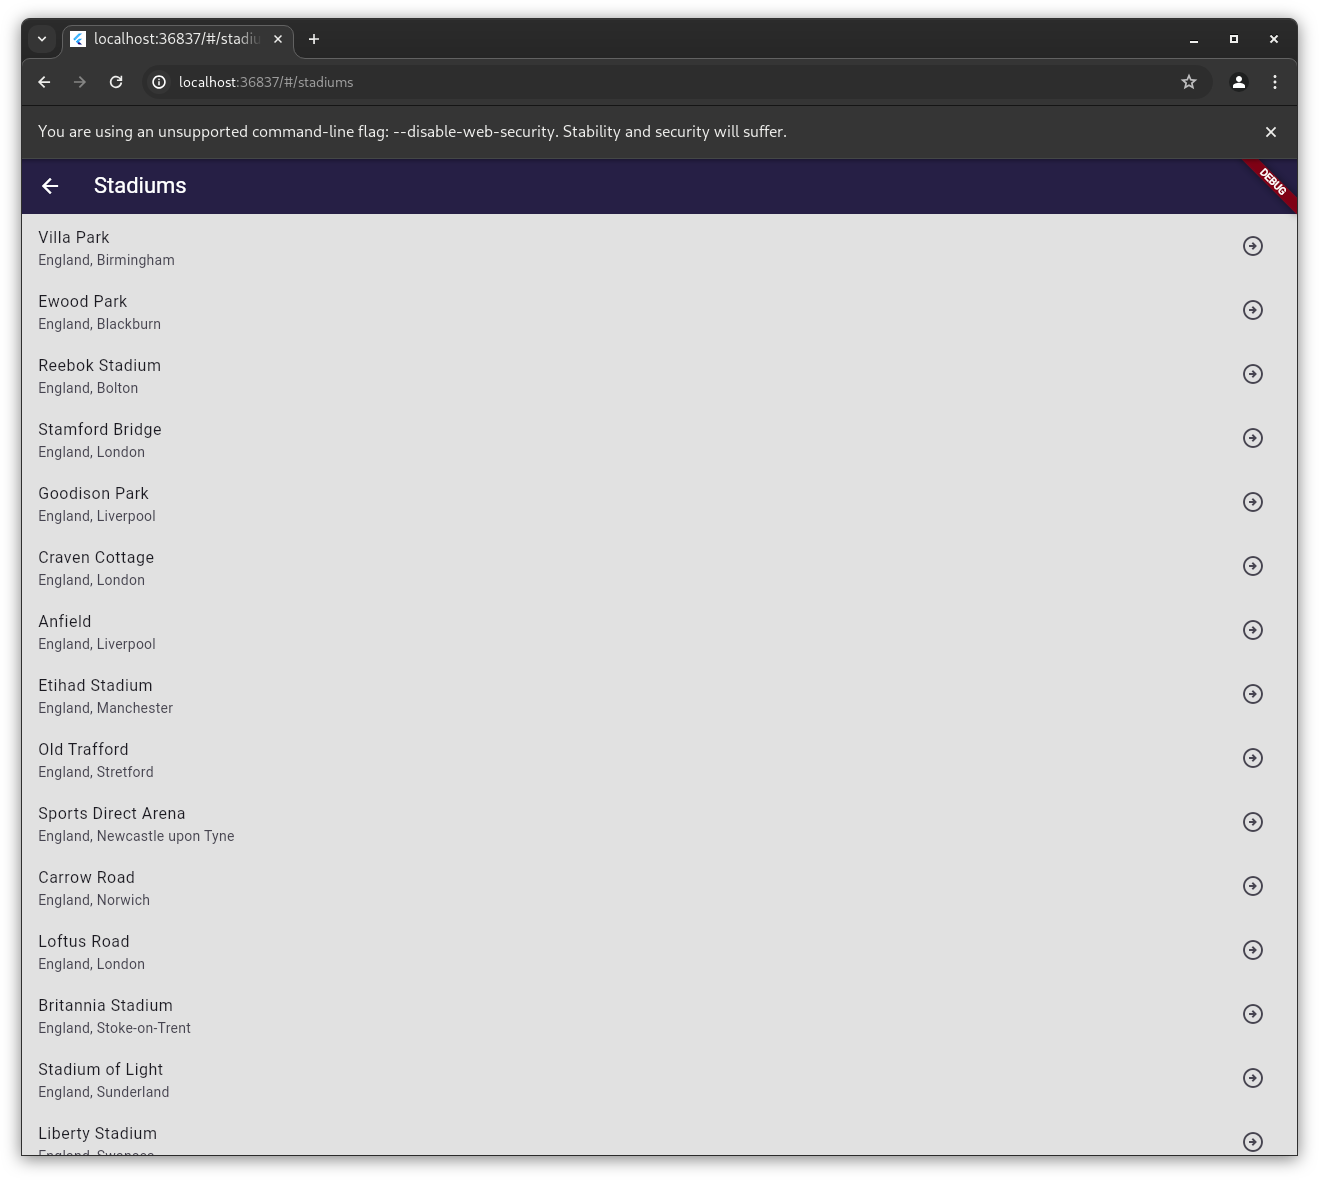 localhost:36837/#/stadiu
localhost:36837/#/stadiums
You are using an unsupported command-line flag: --disable-web-security. Stability and security will suffer.
Stadiums
DEBUG
Villa Park
England, Birmingham
Ewood Park
England, Blackburn
Reebok Stadium
England, Bolton
Stamford Bridge
England, London
Goodison Park
England, Liverpool
Craven Cottage
England, London
Anfield
England, Liverpool
Etihad Stadium
England, Manchester
Old Trafford
England, Stretford
Sports Direct Arena
England, Newcastle upon Tyne
Carrow Road
England, Norwich
Loftus Road
England, London
Britannia Stadium
England, Stoke-on-Trent
Stadium of Light
England, Sunderland
Liberty Stadium
England, Swansea